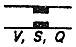 V, S, Q